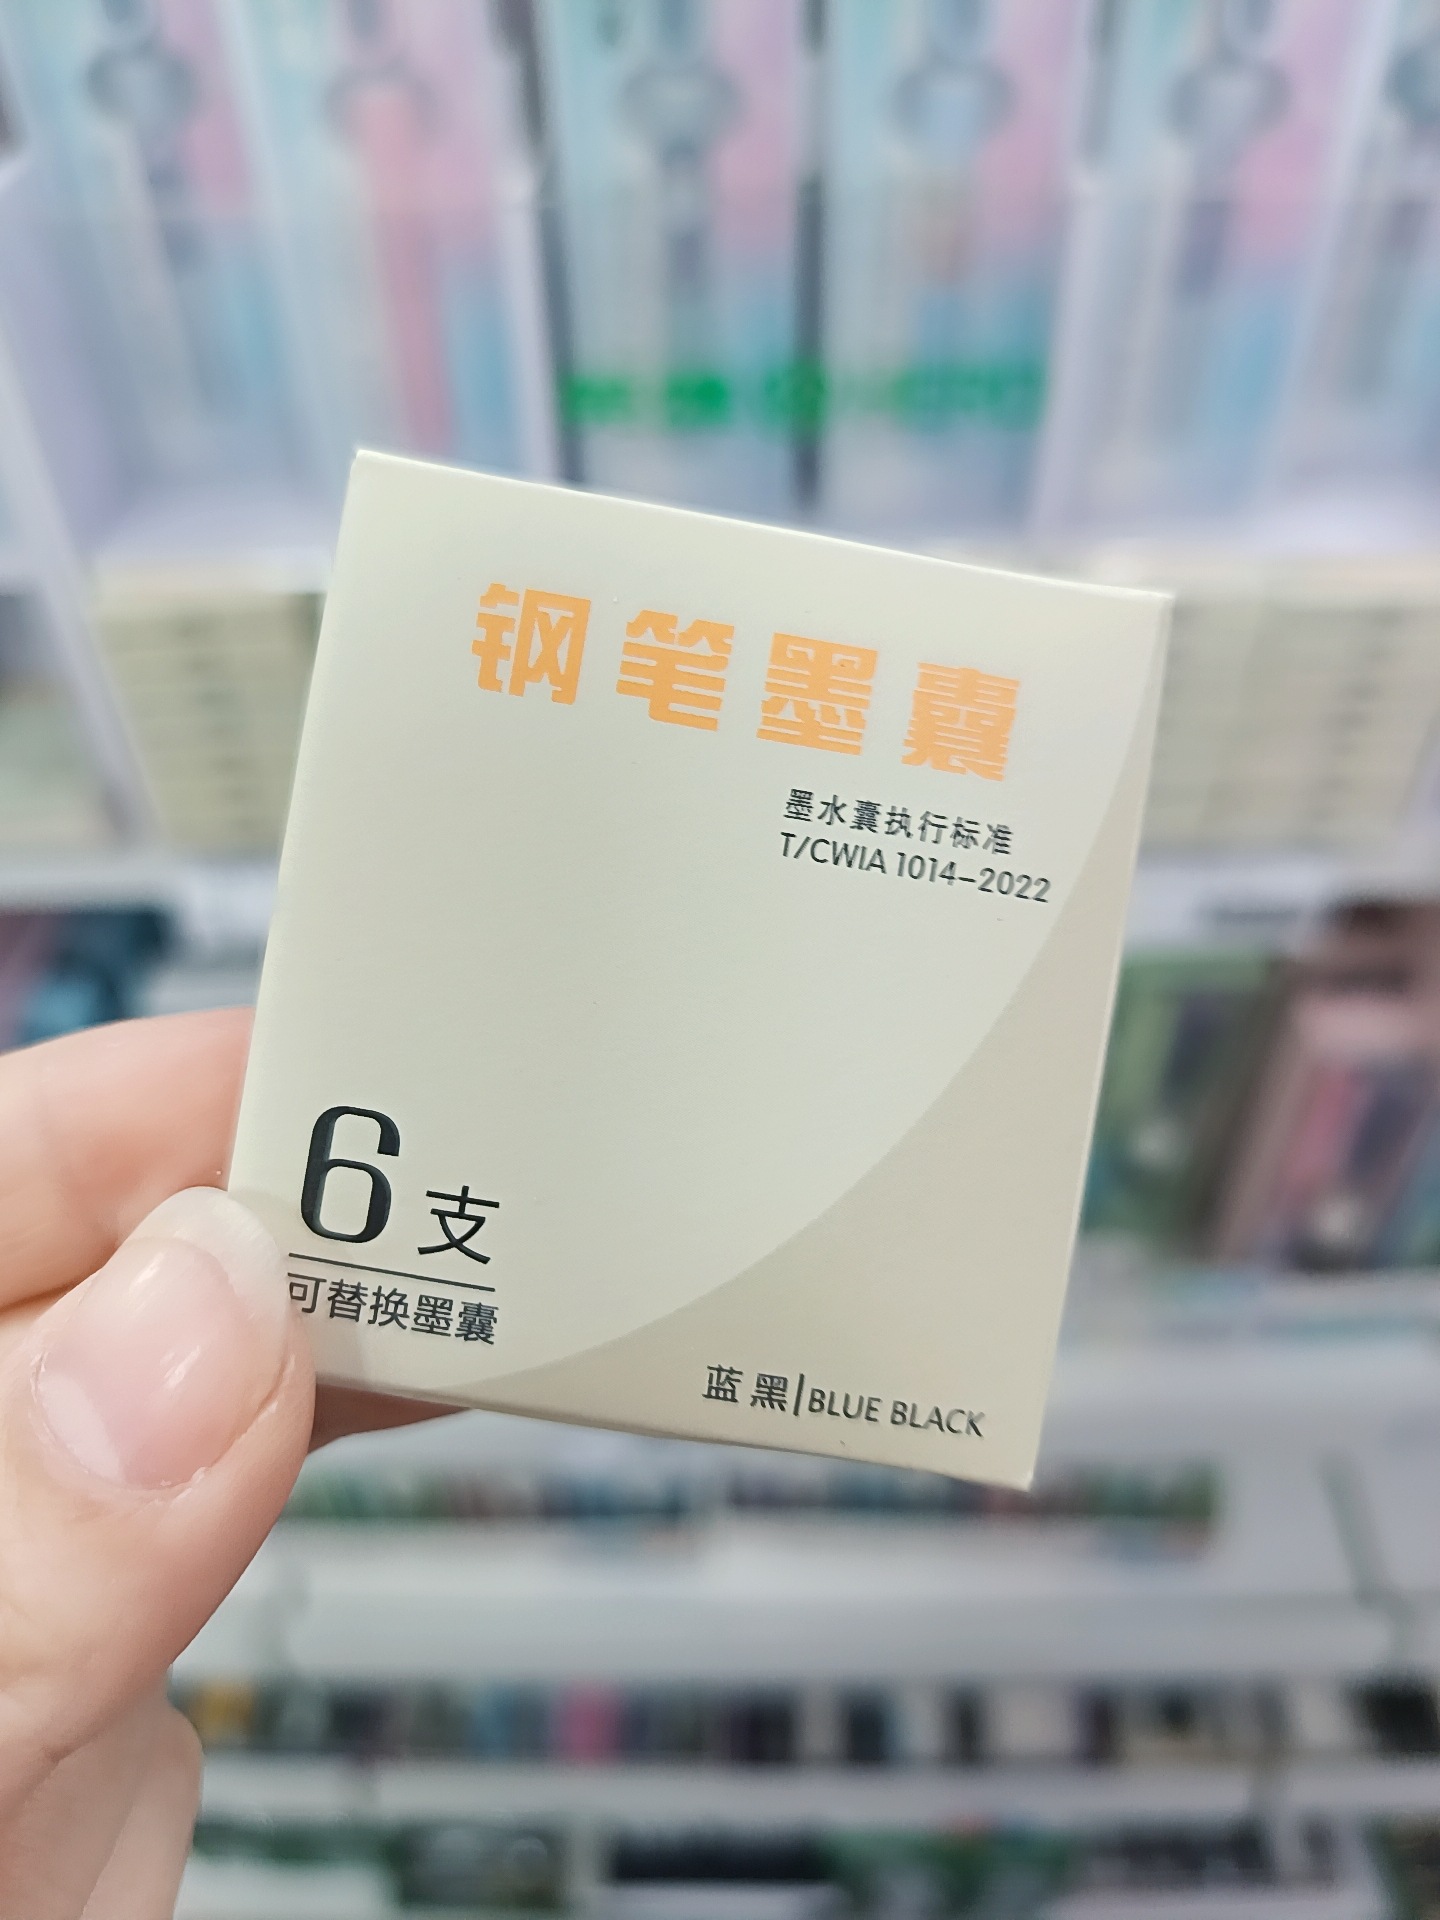 钢笔墨囊
墨水囊执行标准
T/CWIA 1014-2022
6支
可替换墨囊
蓝黑|BLUE BLACK